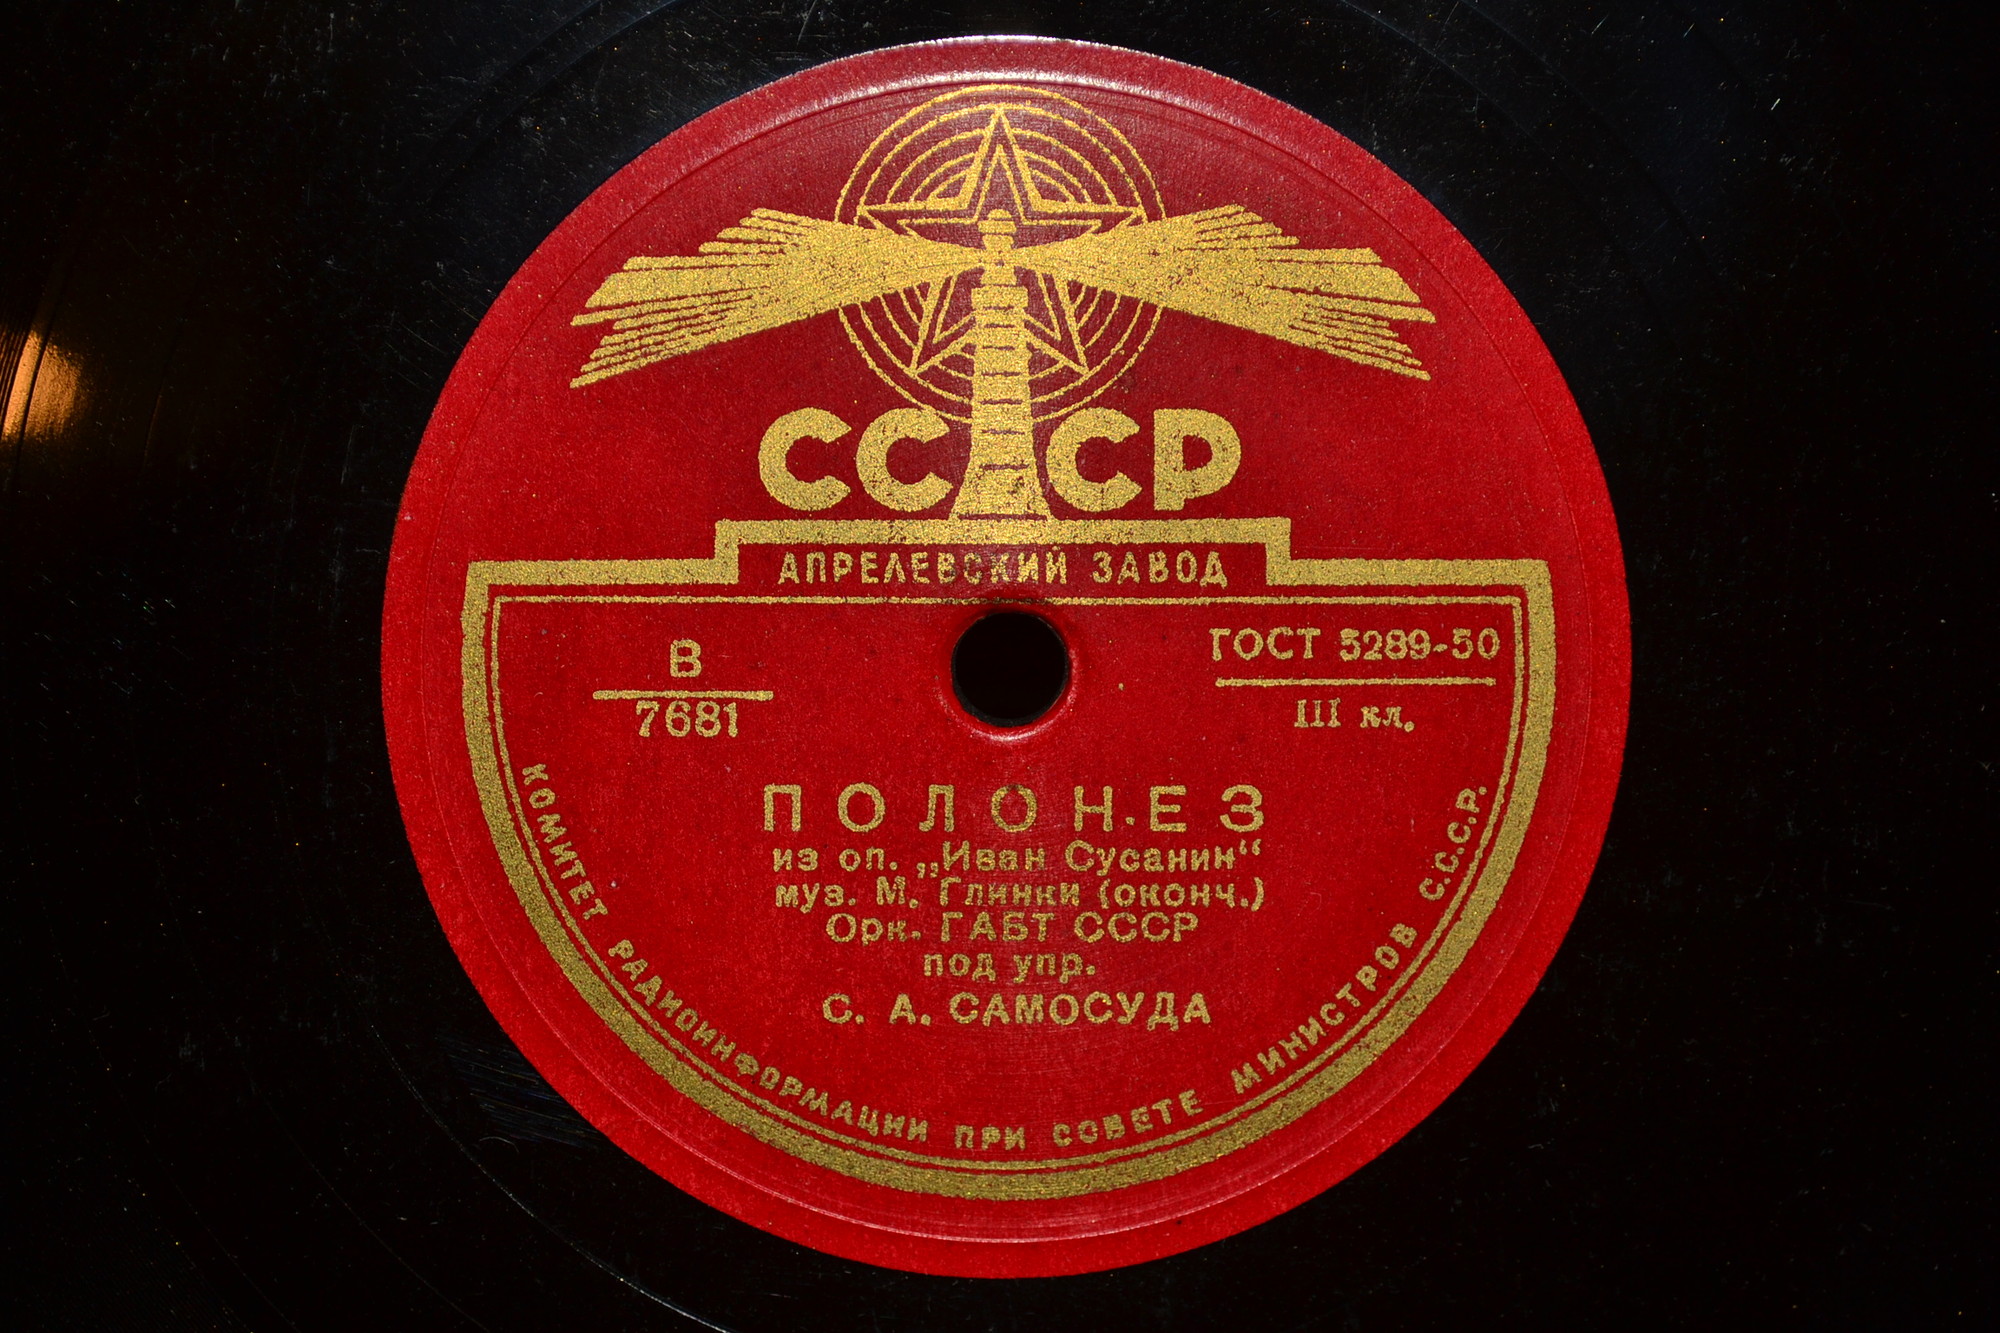 СССР
АПРЕЛЕВСКИЙ ЗАВОД
В
7681
ГОСТ 5289-50
III кл.
ПОЛОНЕЗ
из оп. „Иван Сусанин“
муз. М. Глинки (оконч.)
Орк. ГАБТ СССР
под упр.
С. А. САМОСУДА
КОМИТЕТ РАДИОИНФОРМАЦИИ ПРИ СОВЕТЕ МИНИСТРОВ С.С.С.Р.